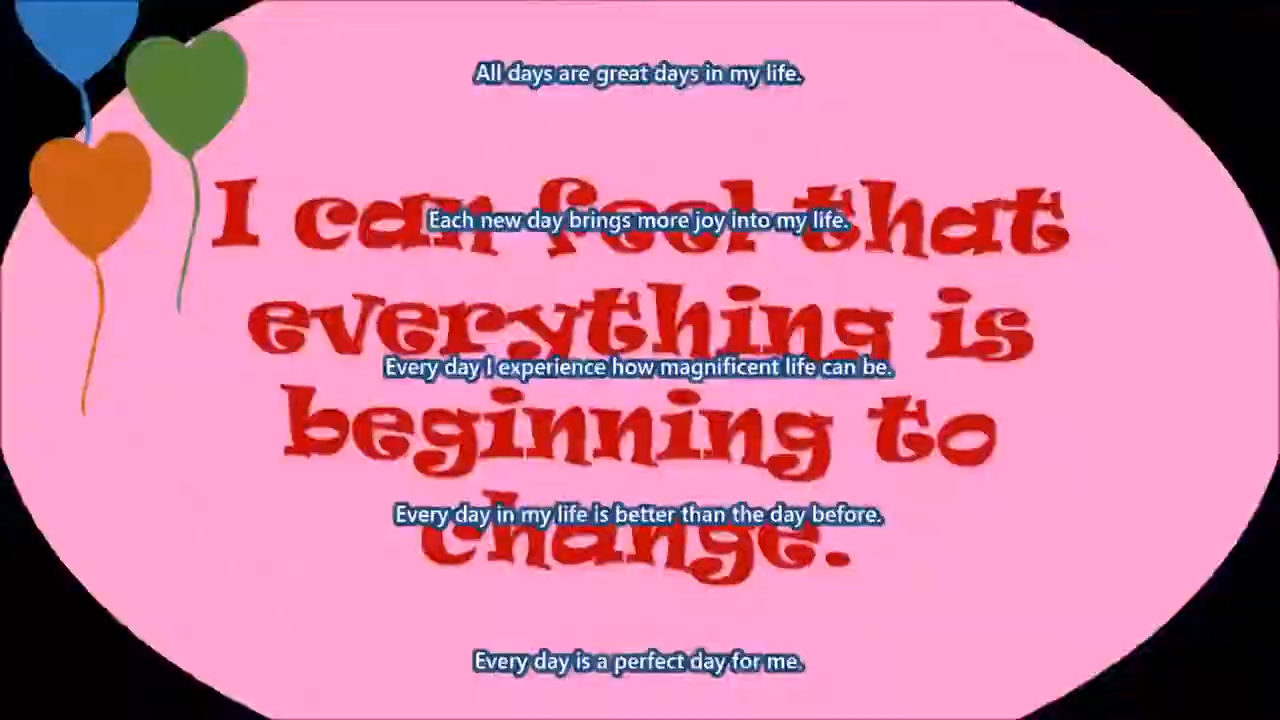 All days are great days in my life.
I can feel that
Each new day brings more joy into my life.
everything is
Every day I experience how magnificent life can be.
beginning to
Every day in my life is better than the day before.
change.
Every day is a perfect day for me.